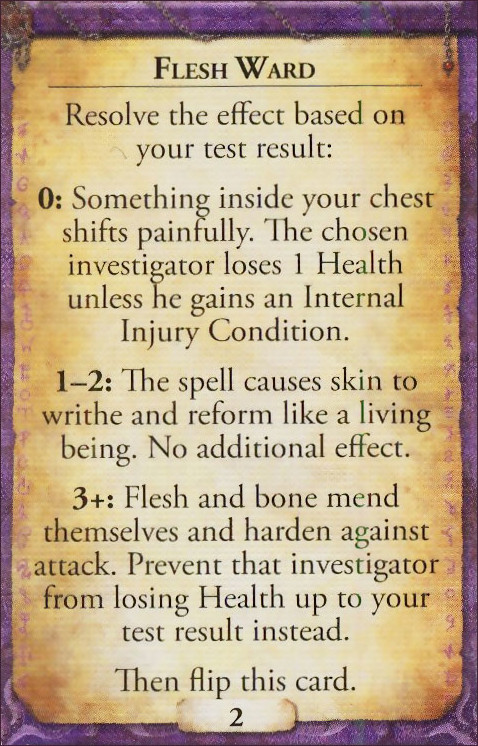 FLESH WARD
Resolve the effect based on
your test result:
0: Something inside your chest
shifts painfully. The chosen
investigator loses 1 Health
unless he gains an Internal
Injury Condition.
1–2: The spell causes skin to
writhe and reform like a living
being. No additional effect.
3+: Flesh and bone mend
themselves and harden against
attack. Prevent that investigator
from losing Health up to your
test result instead.
Then flip this card.
2